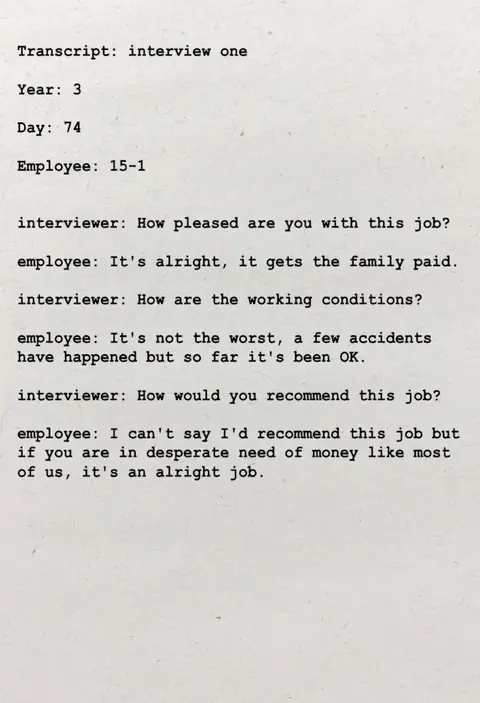 Transcript: interview one
Year: 3
Day: 74
Employee: 15-1
interviewer: How pleased are you with this job?
employee: It's alright, it gets the family paid.
interviewer: How are the working conditions?
employee: It's not the worst, a few accidents
have happened but so far it's been OK.
interviewer: How would you recommend this job?
employee: I can't say I'd recommend this job but
if you are in desperate need of money like most
of us, it's an alright job.